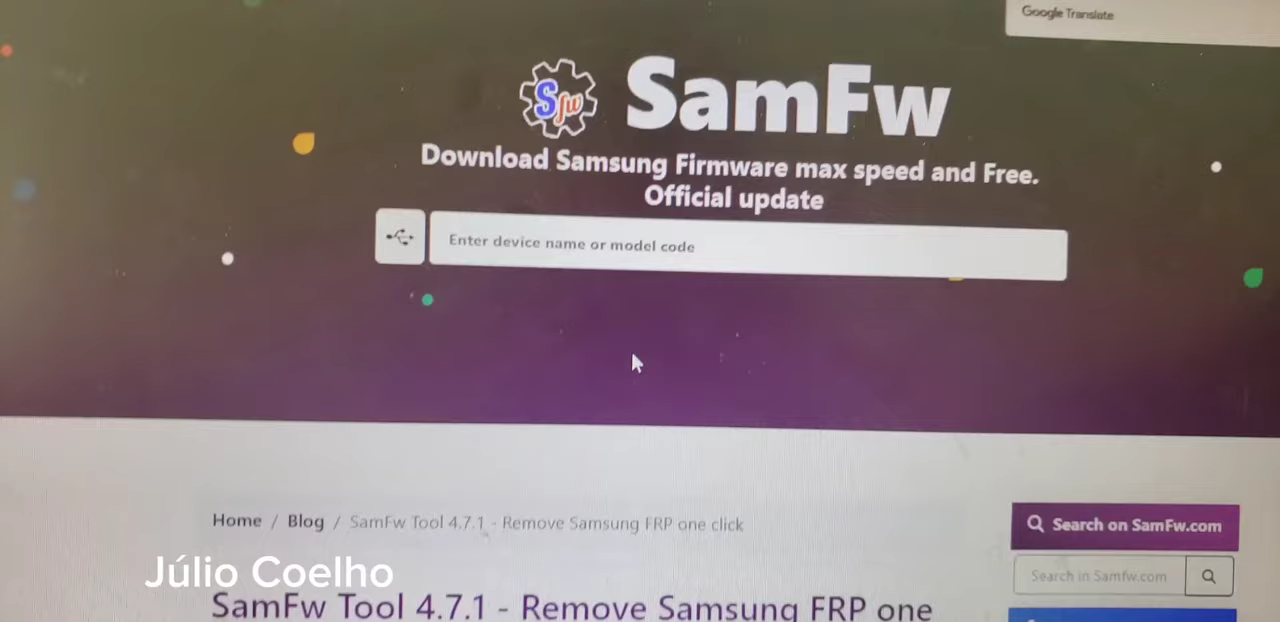 Google Translate
Sfw SamFw
Download Samsung Firmware max speed and Free.
Official update
Enter device name or model code
Home / Blog / SamFw Tool 4.7.1 - Remove Samsung FRP one click
Search on SamFw.com
Search in Samfw.com
Júlio Coelho
SamFw Tool 4.7.1 - Remove Samsung FRP one